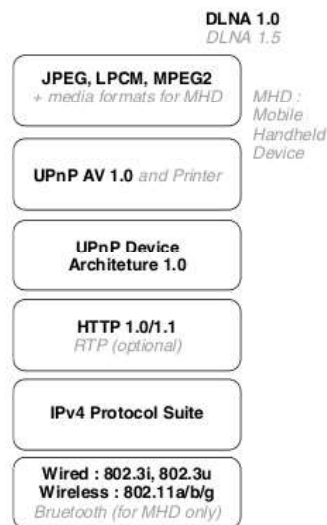 DLNA 1.0
DLNA 1.5
JPEG, LPCM, MPEG2
+ media formats for MHD
MHD :
Mobile
Handheld
Device
UPnP AV 1.0 and Printer
UPnP Device
Architeture 1.0
HTTP 1.0/1.1
RTP (optional)
IPv4 Protocol Suite
Wired : 802.3i, 802.3u
Wireless : 802.11a/b/g
Bruetooth (for MHD only)